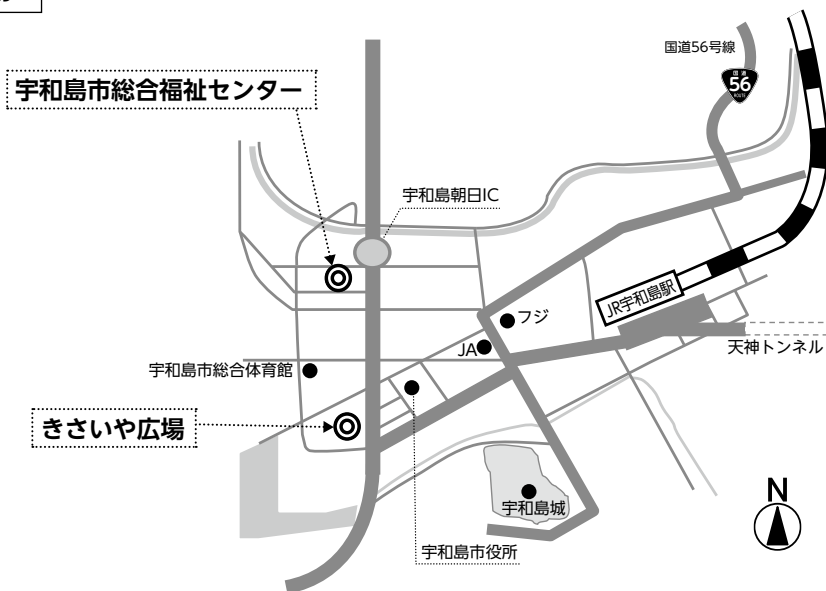 国道56号線
国道
56
ROUTE
宇和島市総合福祉センター
宇和島朝日IC
JR宇和島駅
フジ
JA
天神トンネル
宇和島市総合体育館
きさいや広場
宇和島城
宇和島市役所
N